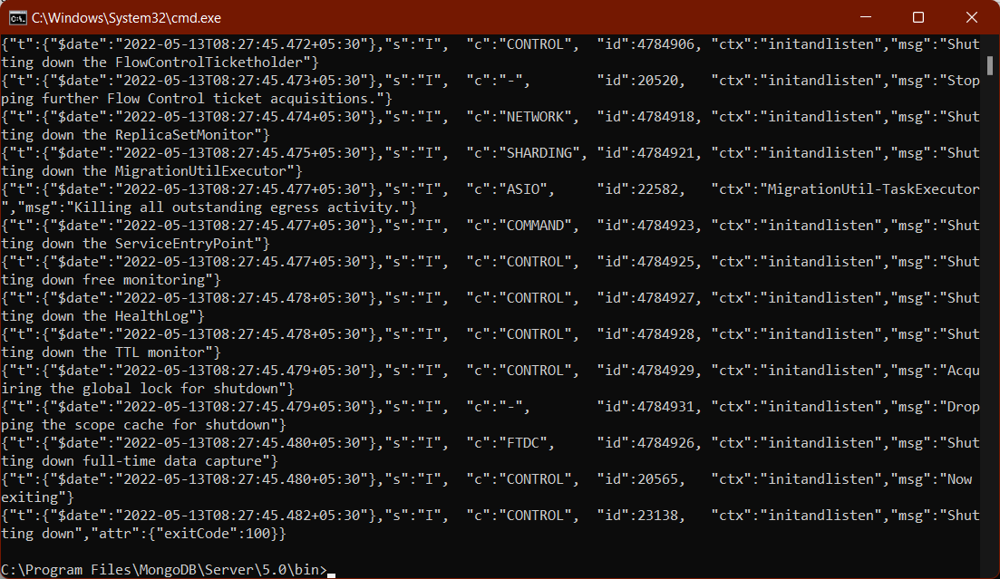 C:\Windows\System32\cmd.exe
{"t":{"$date":"2022-05-13T08:27:45.472+05:30"},"s":"I",  "c":"CONTROL",  "id":4784906, "ctx":"initandlisten","msg":"Shut
ting down the FlowControlTicketholder"}
{"t":{"$date":"2022-05-13T08:27:45.473+05:30"},"s":"I",  "c":"-",        "id":20520,   "ctx":"initandlisten","msg":"Stop
ping further Flow Control ticket acquisitions."}
{"t":{"$date":"2022-05-13T08:27:45.474+05:30"},"s":"I",  "c":"NETWORK",  "id":4784918, "ctx":"initandlisten","msg":"Shut
ting down the ReplicaSetMonitor"}
{"t":{"$date":"2022-05-13T08:27:45.475+05:30"},"s":"I",  "c":"SHARDING", "id":4784921, "ctx":"initandlisten","msg":"Shut
ting down the MigrationUtilExecutor"}
{"t":{"$date":"2022-05-13T08:27:45.477+05:30"},"s":"I",  "c":"ASIO",     "id":22582,   "ctx":"MigrationUtil-TaskExecutor
","msg":"Killing all outstanding egress activity."}
{"t":{"$date":"2022-05-13T08:27:45.477+05:30"},"s":"I",  "c":"COMMAND",  "id":4784923, "ctx":"initandlisten","msg":"Shut
ting down the ServiceEntryPoint"}
{"t":{"$date":"2022-05-13T08:27:45.477+05:30"},"s":"I",  "c":"CONTROL",  "id":4784925, "ctx":"initandlisten","msg":"Shut
ting down free monitoring"}
{"t":{"$date":"2022-05-13T08:27:45.478+05:30"},"s":"I",  "c":"CONTROL",  "id":4784927, "ctx":"initandlisten","msg":"Shut
ting down the HealthLog"}
{"t":{"$date":"2022-05-13T08:27:45.478+05:30"},"s":"I",  "c":"CONTROL",  "id":4784928, "ctx":"initandlisten","msg":"Shut
ting down the TTL monitor"}
{"t":{"$date":"2022-05-13T08:27:45.479+05:30"},"s":"I",  "c":"CONTROL",  "id":4784929, "ctx":"initandlisten","msg":"Acqu
iring the global lock for shutdown"}
{"t":{"$date":"2022-05-13T08:27:45.479+05:30"},"s":"I",  "c":"-",        "id":4784931, "ctx":"initandlisten","msg":"Drop
ping the scope cache for shutdown"}
{"t":{"$date":"2022-05-13T08:27:45.480+05:30"},"s":"I",  "c":"FTDC",     "id":4784926, "ctx":"initandlisten","msg":"Shut
ting down full-time data capture"}
{"t":{"$date":"2022-05-13T08:27:45.480+05:30"},"s":"I",  "c":"CONTROL",  "id":20565,   "ctx":"initandlisten","msg":"Now
exiting"}
{"t":{"$date":"2022-05-13T08:27:45.482+05:30"},"s":"I",  "c":"CONTROL",  "id":23138,   "ctx":"initandlisten","msg":"Shut
ting down","attr":{"exitCode":100}}
C:\Program Files\MongoDB\Server\5.0\bin>